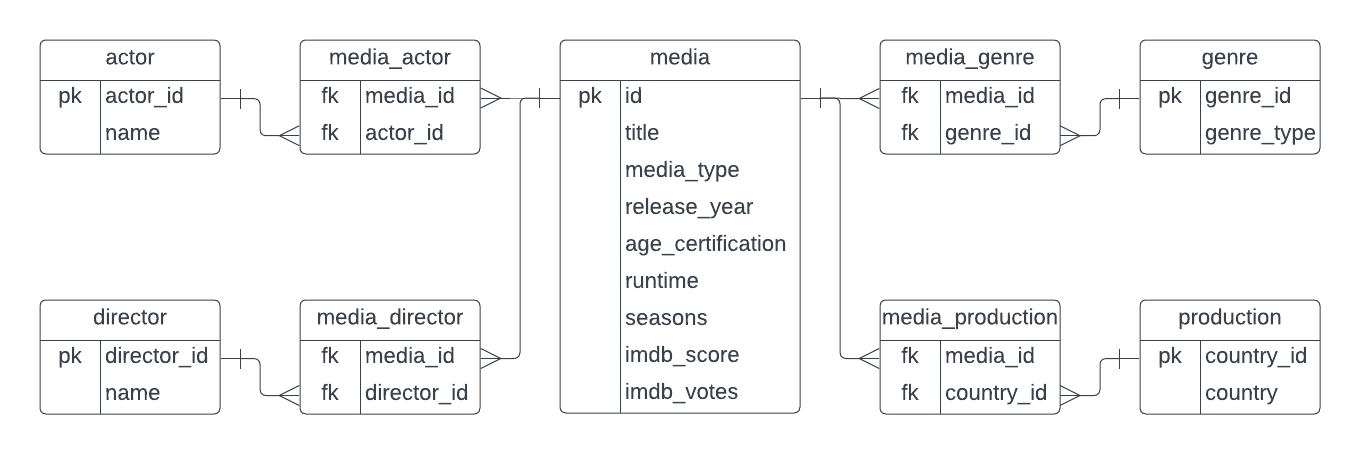 actor
pk actor_id
name
media_actor
fk media_id
fk actor_id
media
pk id
title
media_type
release_year
age_certification
runtime
seasons
imdb_score
imdb_votes
media_genre
fk media_id
fk genre_id
genre
pk genre_id
genre_type
director
pk director_id
name
media_director
fk media_id
fk director_id
media_production
fk media_id
fk country_id
production
pk country_id
country